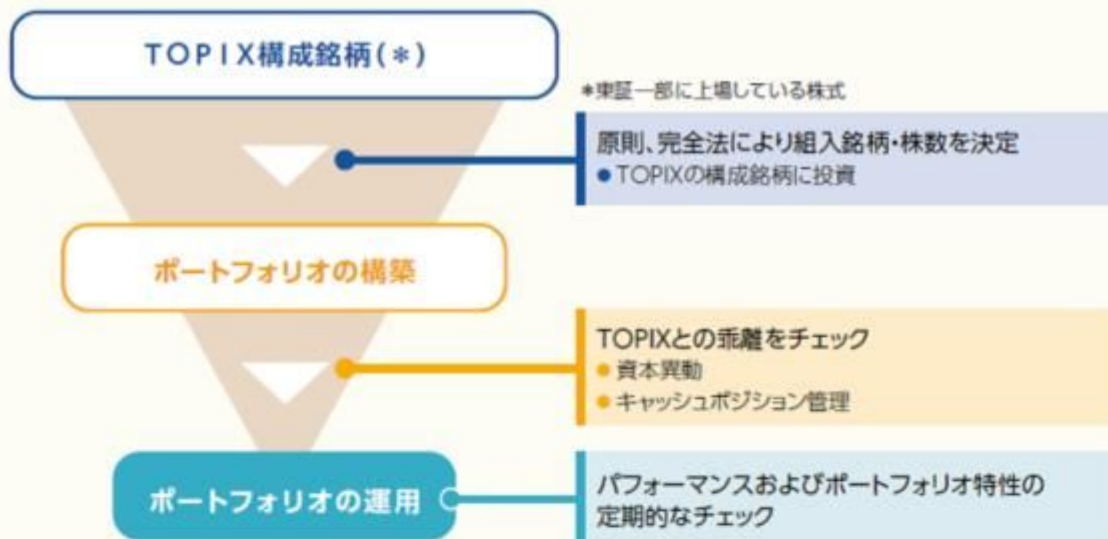 TOPIX構成銘柄(*)
*東証一部に上場している株式
原則、完全法により組入銘柄・株数を決定
● TOPIXの構成銘柄に投資
ポートフォリオの構築
TOPIXとの乖離をチェック
● 資本異動
● キャッシュポジション管理
ポートフォリオの運用
パフォーマンスおよびポートフォリオ特性の
定期的なチェック